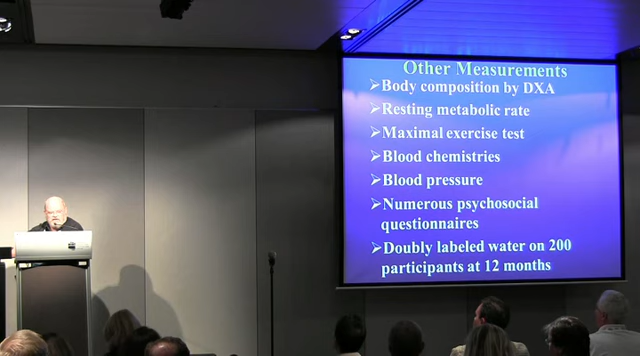 Other Measurements
➢Body composition by DXA
➢Resting metabolic rate
➢Maximal exercise test
➢Blood chemistries
➢Blood pressure
➢Numerous psychosocial
questionnaires
➢Doubly labeled water on 200
participants at 12 months